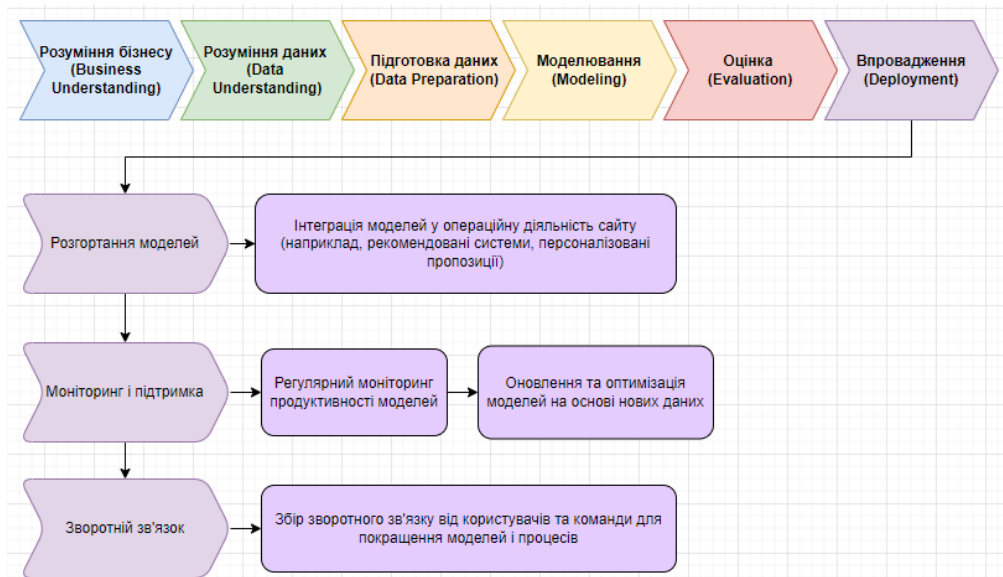 Розуміння бізнесу
(Business
Understanding)
Розуміння даних
(Data
Understanding)
Підготовка даних
(Data Preparation)
Моделювання
(Modeling)
Оцінка
(Evaluation)
Впровадження
(Deployment)
Розгортання моделей
Інтеграція моделей у операційну діяльність сайту
(наприклад, рекомендовані системи, персоналізовані
пропозиції)
Моніторинг і підтримка
Регулярний моніторинг
продуктивності моделей
Оновлення та оптимізація
моделей на основі нових даних
Зворотній зв'язок
Збір зворотного зв'язку від користувачів та команди для
покращення моделей і процесів